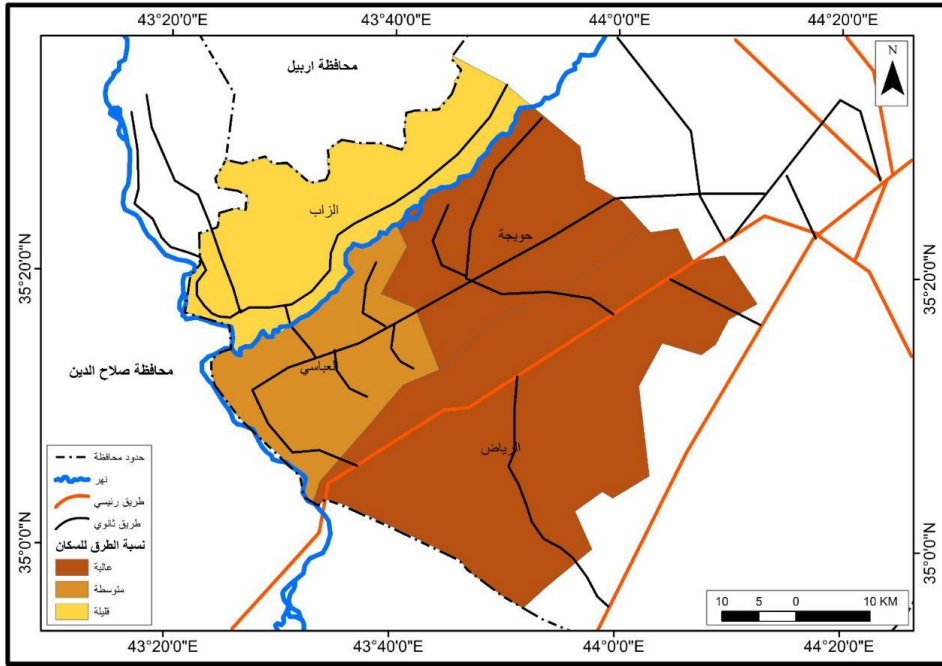 43°20'0"E
43°40'0"E
44°0'0"E
44°20'0"E
N
محافظة اربيل
الزاب
حويجة
35°20'0"N
35°20'0"N
محافظة صلاح الدين
العباسي
الرياض
35°0'0"N
35°0'0"N
حدود محافظة
نهر
طريق رئيسي
طريق ثانوي
نسبة الطرق للسكان
عالية
متوسطة
قليلة
10 5 0 10 KM
43°20'0"E
43°40'0"E
44°0'0"E
44°20'0"E